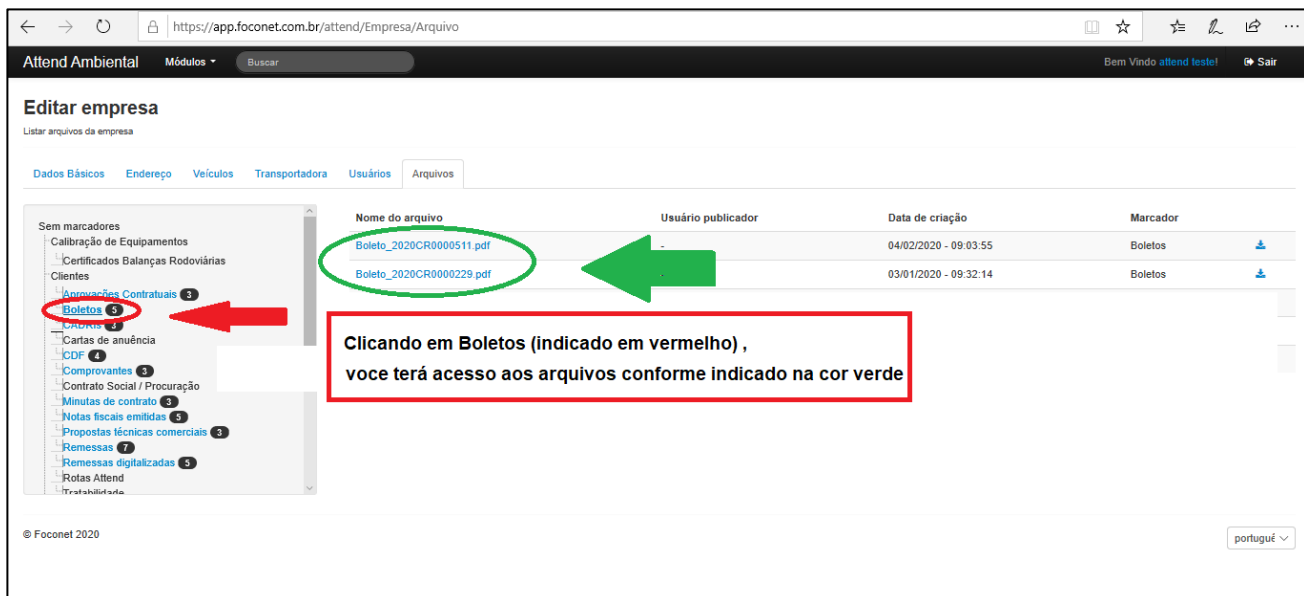 https://app.foconet.com.br/attend/Empresa/Arquivo
Attend Ambiental Módulos Buscar Bem Vindo attend teste! Sair
Editar empresa
Listar arquivos da empresa
Dados Básicos Endereço Veículos Transportadora Usuários Arquivos
Sem marcadores
Calibração de Equipamentos
Certificados Balanças Rodoviárias
Clientes
Aprovações Contratuais 3
Boletos 5
CADRIs 3
Cartas de anuência
CDF 4
Comprovantes 3
Contrato Social / Procuração
Minutas de contrato 3
Notas fiscais emitidas 5
Propostas técnicas comerciais 3
Remessas 7
Remessas digitalizadas 5
Rotas Attend
Tratabilidade
Nome do arquivo Usuário publicador Data de criação Marcador
Boleto_2020CR0000511.pdf - 04/02/2020 - 09:03:55 Boletos
Boleto_2020CR0000229.pdf - 03/01/2020 - 09:32:14 Boletos
Clicando em Boletos (indicado em vermelho) ,
voce terá acesso aos arquivos conforme indicado na cor verde
© Foconet 2020
portugué